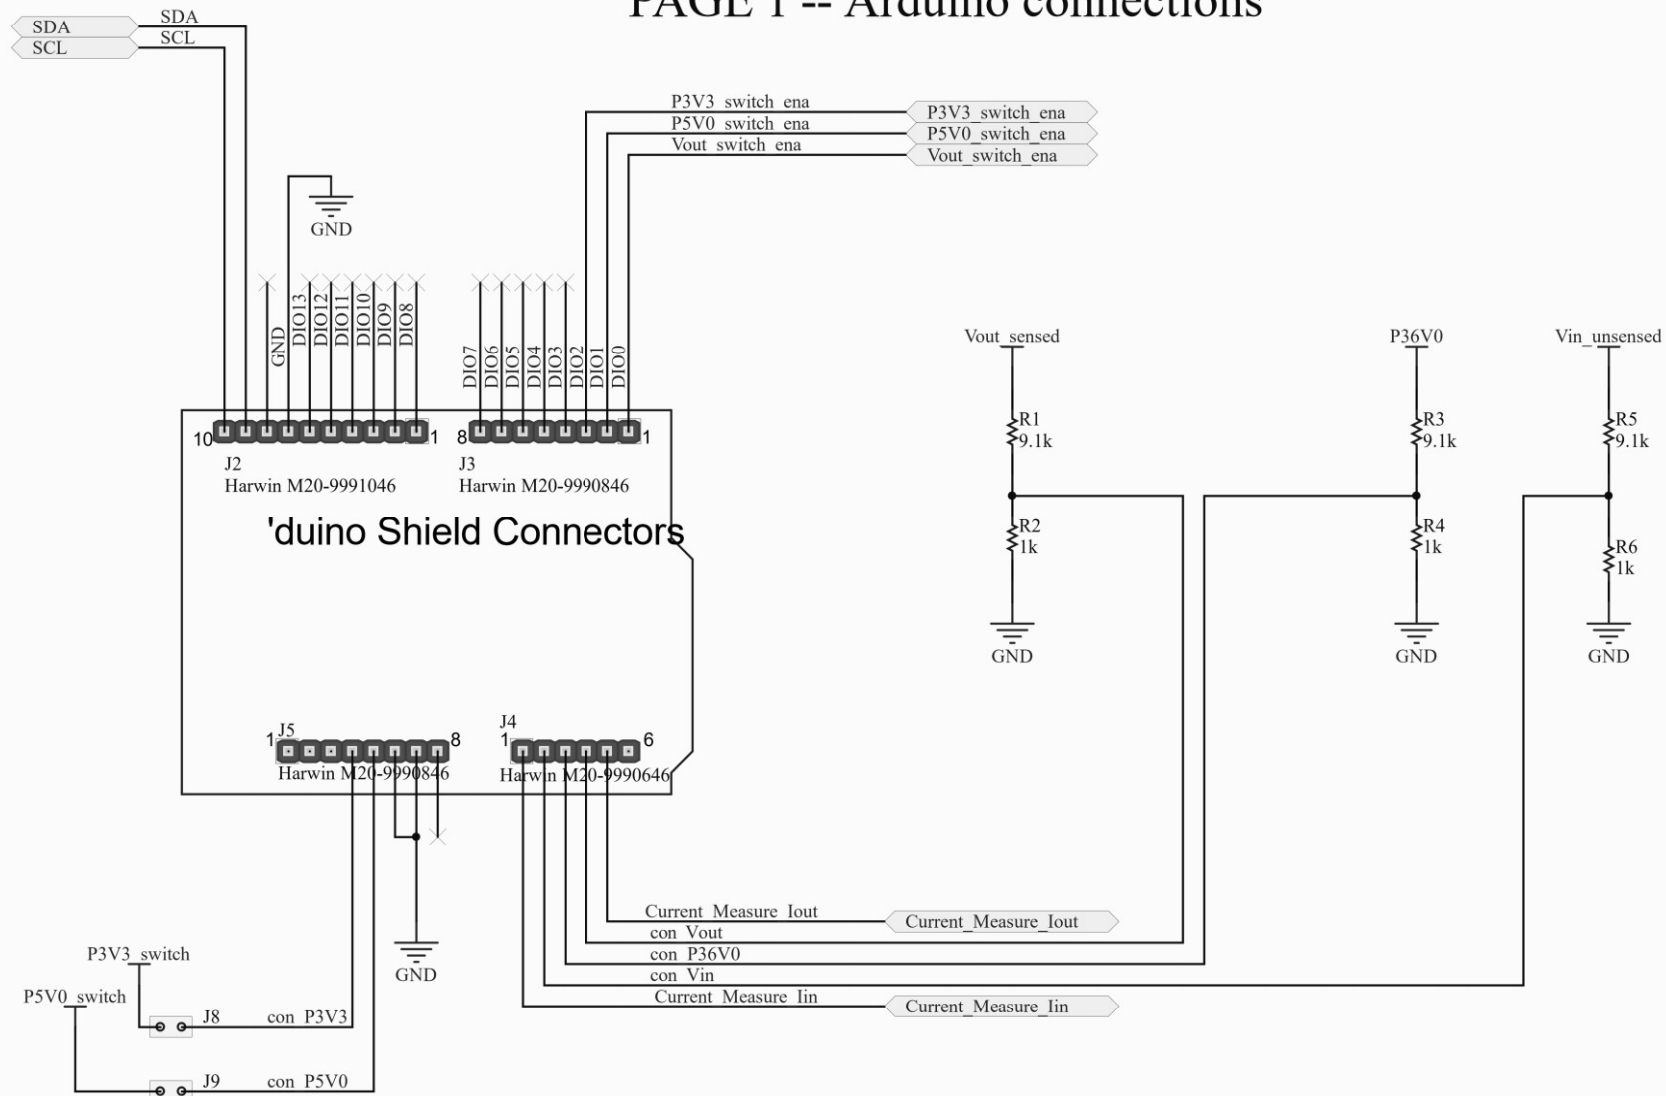 PAGE 1 -- Arduino connections
SDA SDA
SCL SCL
P3V3_switch_ena P3V3_switch_ena
P5V0_switch_ena P5V0_switch_ena
Vout_switch_ena Vout_switch_ena
GND
GND DIO13 DIO12 DIO11 DIO10 DIO9 DIO8
DIO7 DIO6 DIO5 DIO4 DIO3 DIO2 DIO1 DIO0
Vout_sensed P36V0 Vin_unsensed
R1 R3 R5
9.1k 9.1k 9.1k
10 1 8 1
J2 J3
Harwin M20-9991046 Harwin M20-9990846
'duino Shield Connectors
R2 R4 R6
1k 1k 1k
GND GND GND
J5 J4
1 8 1 6
Harwin M20-9990846 Harwin M20-9990646
Current_Measure_Iout Current_Measure_Iout
con_Vout
con_P36V0
con_Vin
Current_Measure_Iin Current_Measure_Iin
GND
P3V3_switch
P5V0_switch
J8 con_P3V3
J9 con_P5V0